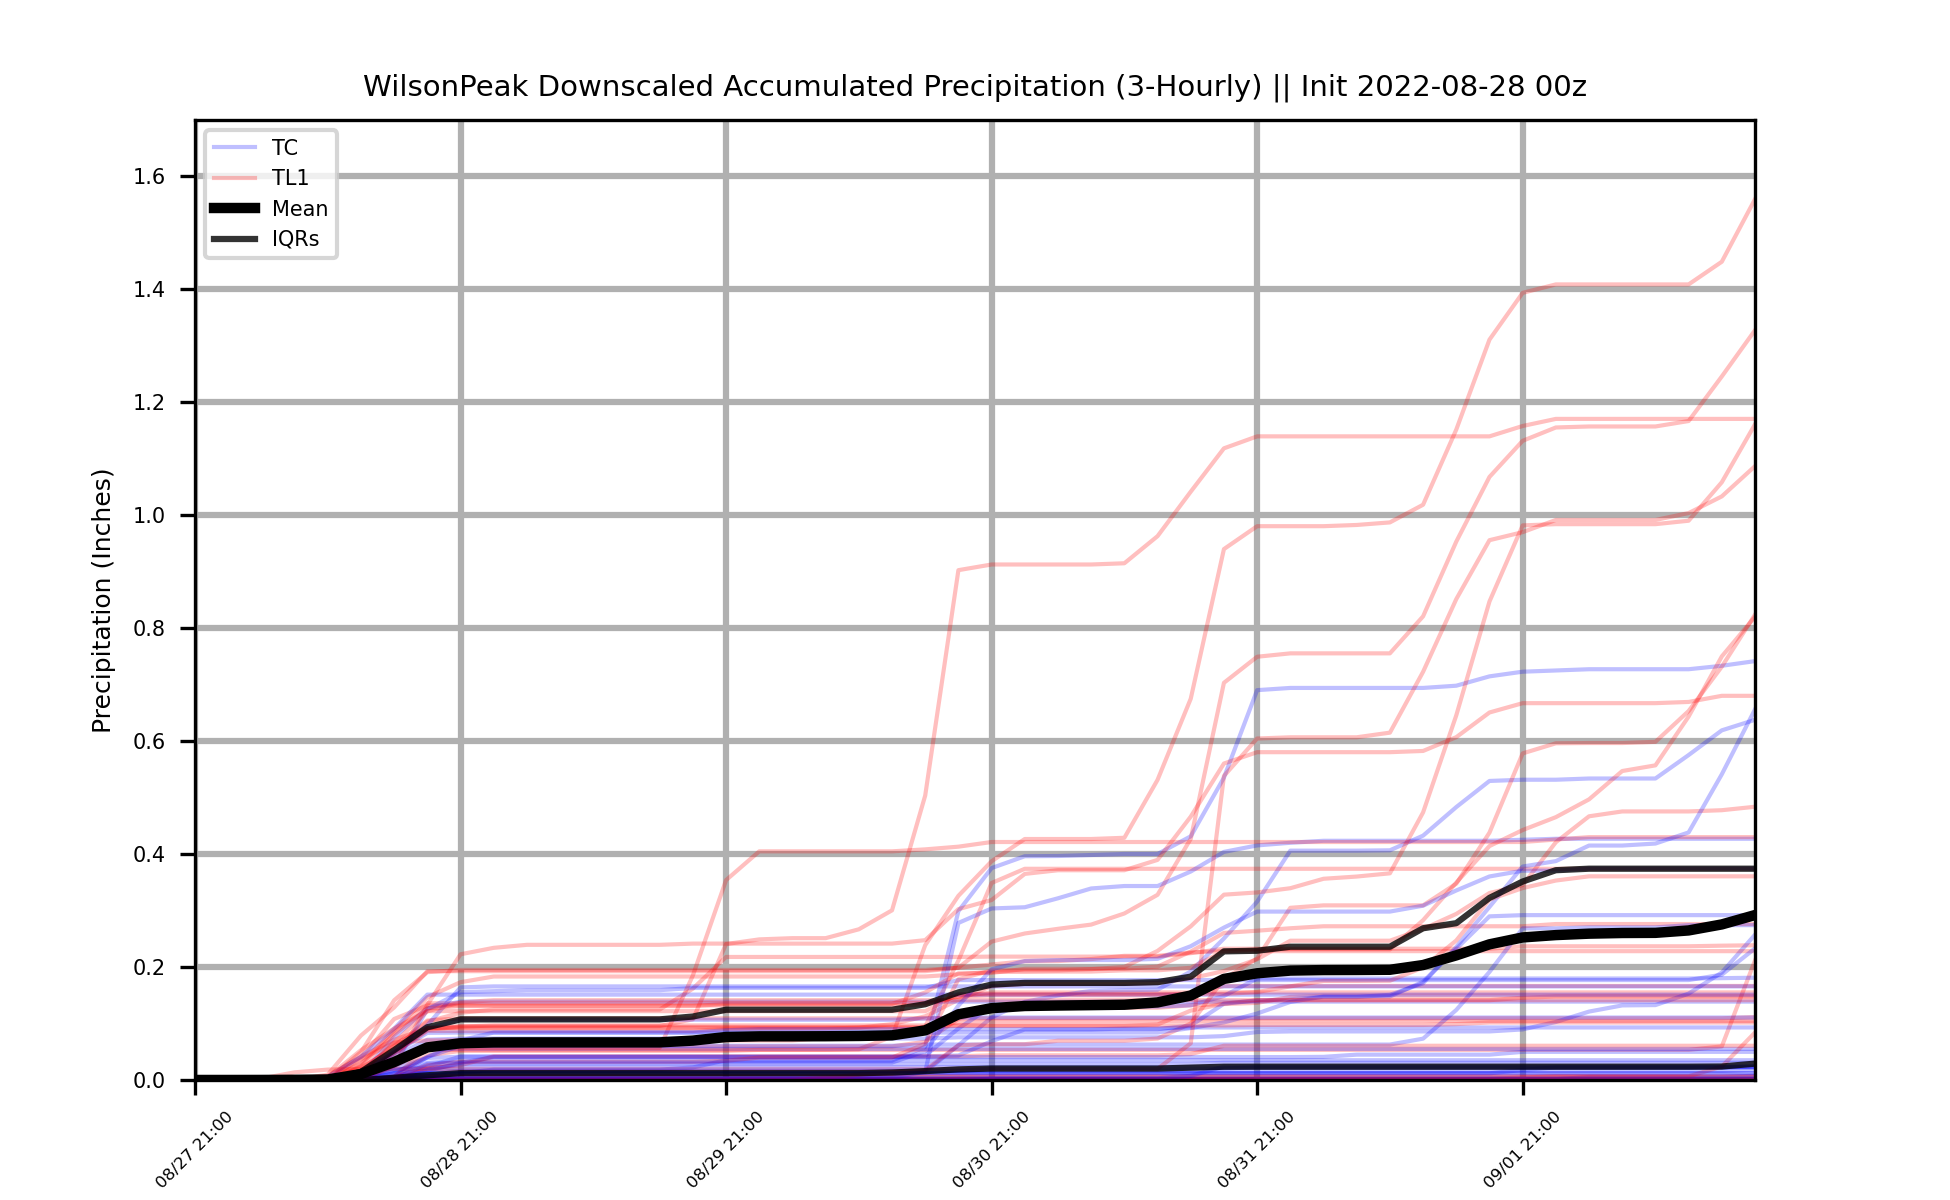 WilsonPeak Downscaled Accumulated Precipitation (3-Hourly) || Init 2022-08-28 00z
TC
TL1
Mean
IQRs
Precipitation (Inches)
1.6
1.4
1.2
1.0
0.8
0.6
0.4
0.2
0.0
08/27 21:00
08/28 21:00
08/29 21:00
08/30 21:00
08/31 21:00
09/01 21:00